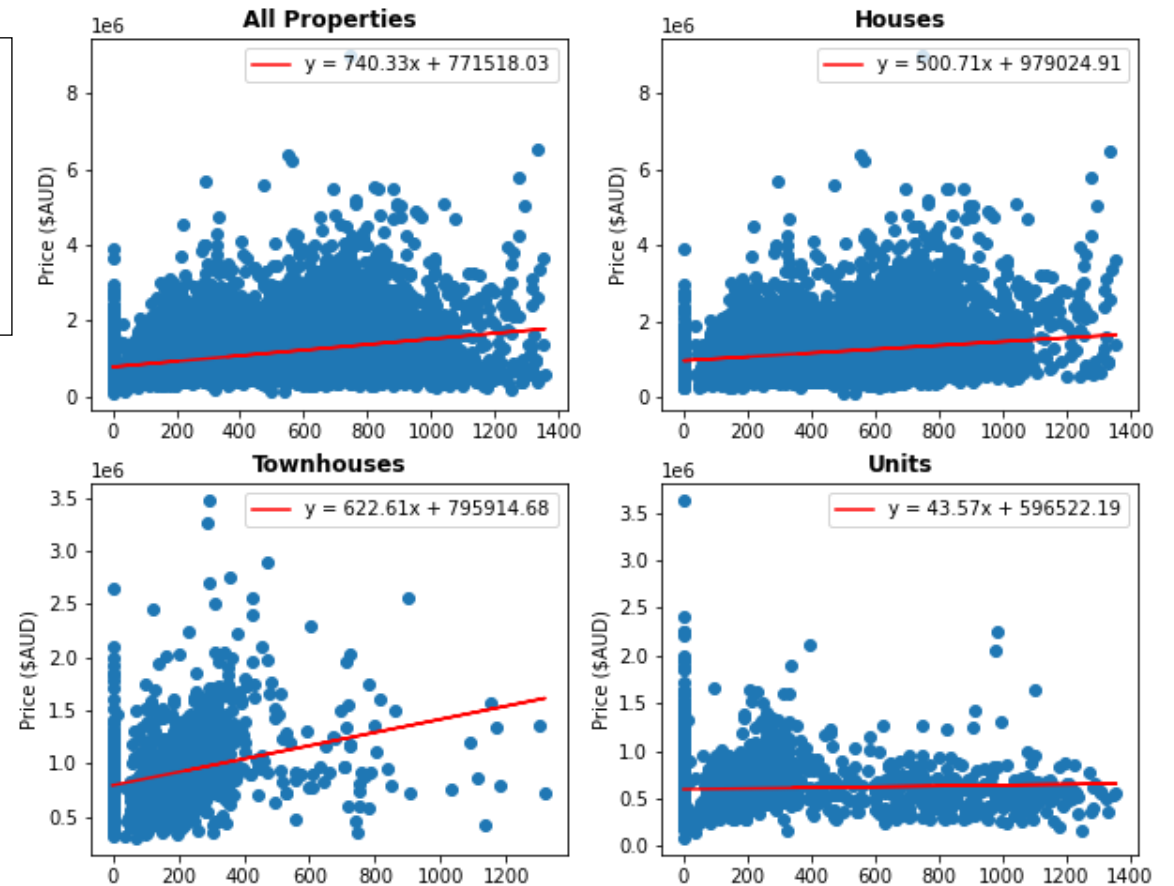 All Properties
1e6
y = 740.33x + 771518.03
8
6
4
2
0
Price ($AUD)
0 200 400 600 800 1000 1200 1400
Houses
1e6
y = 500.71x + 979024.91
8
6
4
2
0
Price ($AUD)
0 200 400 600 800 1000 1200 1400
Townhouses
1e6
y = 622.61x + 795914.68
3.5
3.0
2.5
2.0
1.5
1.0
0.5
Price ($AUD)
0 200 400 600 800 1000 1200
Units
1e6
y = 43.57x + 596522.19
3.5
3.0
2.5
2.0
1.5
1.0
0.5
0.0
Price ($AUD)
0 200 400 600 800 1000 1200 1400